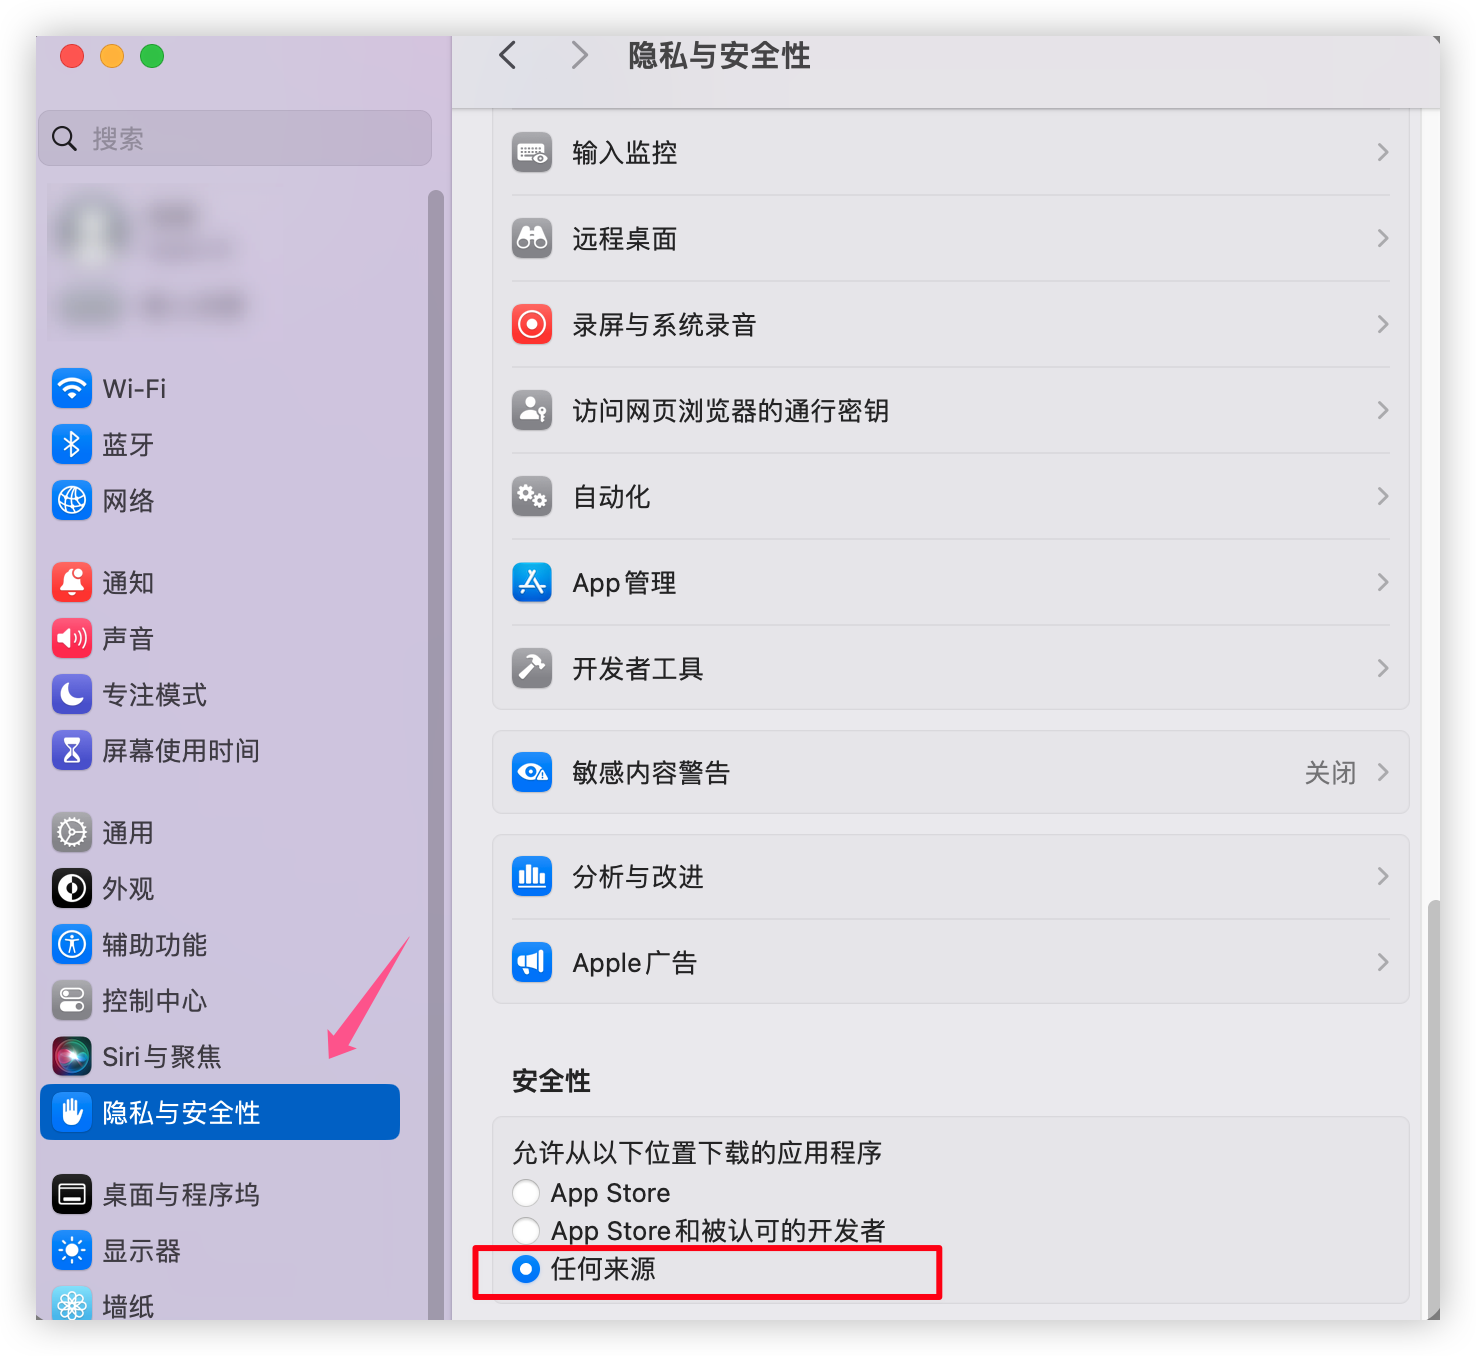 隐私与安全性
搜索
Wi-Fi
蓝牙
网络
通知
声音
专注模式
屏幕使用时间
通用
外观
辅助功能
控制中心
Siri与聚焦
隐私与安全性
桌面与程序坞
显示器
墙纸
输入监控
远程桌面
录屏与系统录音
访问网页浏览器的通行密钥
自动化
App管理
开发者工具
敏感内容警告 关闭
分析与改进
Apple广告
安全性
允许从以下位置下载的应用程序
App Store
App Store和被认可的开发者
任何来源